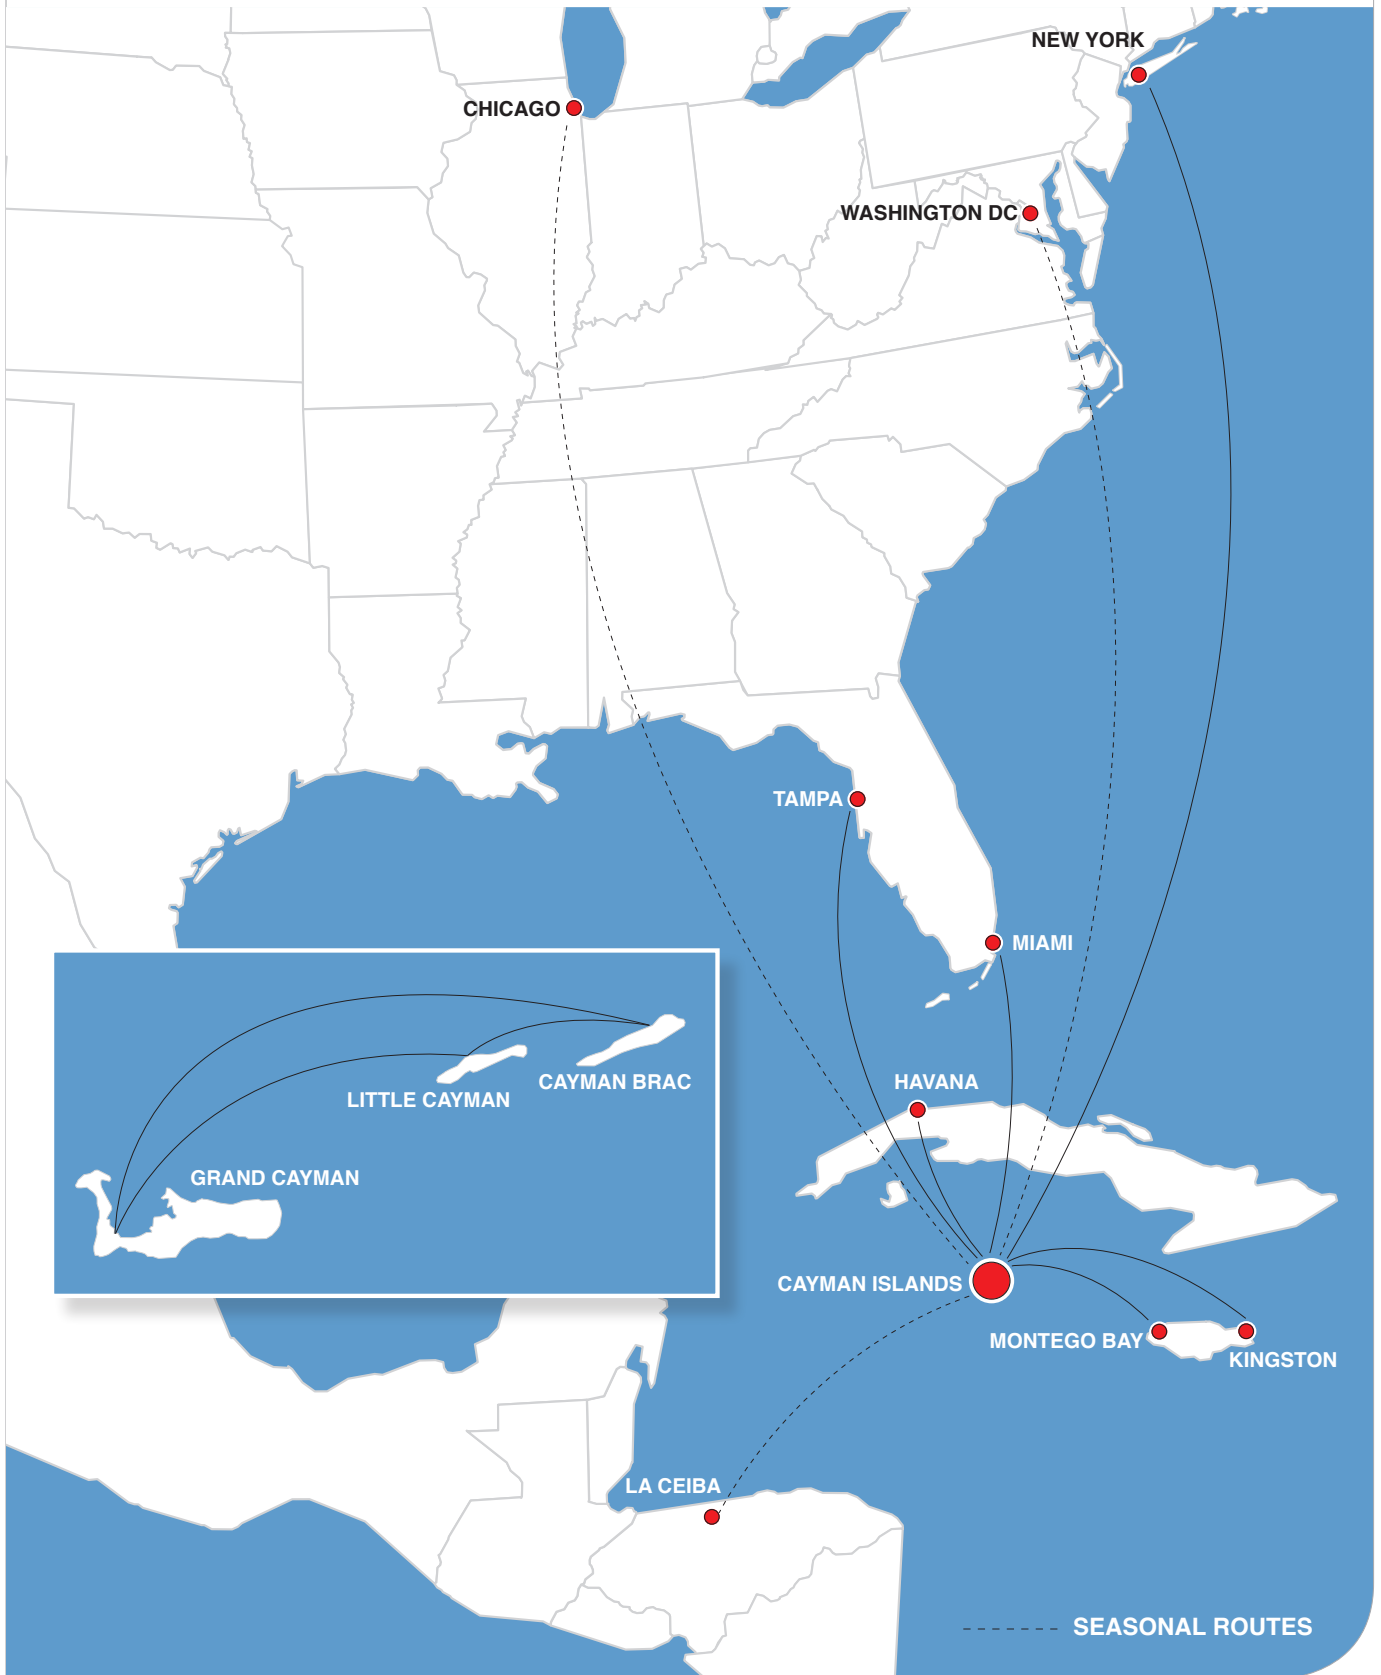 NEW YORK
CHICAGO
WASHINGTON DC
TAMPA
MIAMI
HAVANA
CAYMAN BRAC
LITTLE CAYMAN
GRAND CAYMAN
CAYMAN ISLANDS
MONTEGO BAY
KINGSTON
LA CEIBA
SEASONAL ROUTES